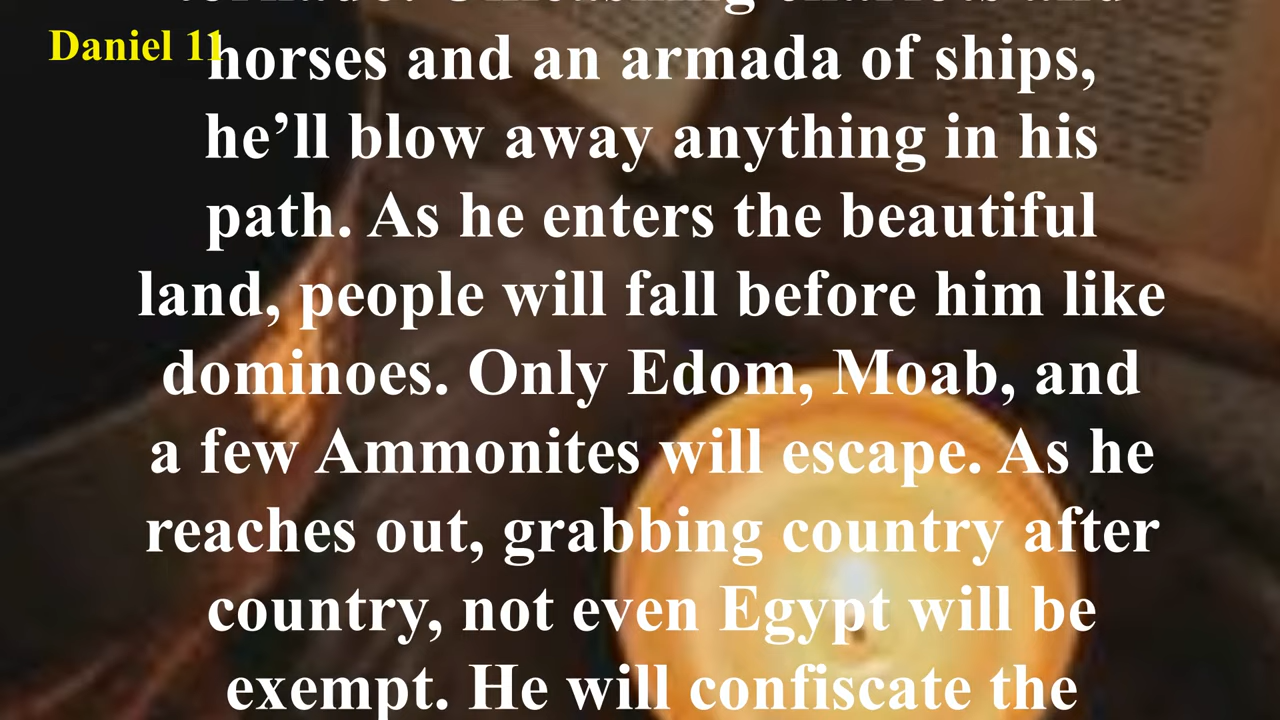 Daniel 11
horses and an armada of ships,
he’ll blow away anything in his
path. As he enters the beautiful
land, people will fall before him like
dominoes. Only Edom, Moab, and
a few Ammonites will escape. As he
reaches out, grabbing country after
country, not even Egypt will be
exempt. He will confiscate the